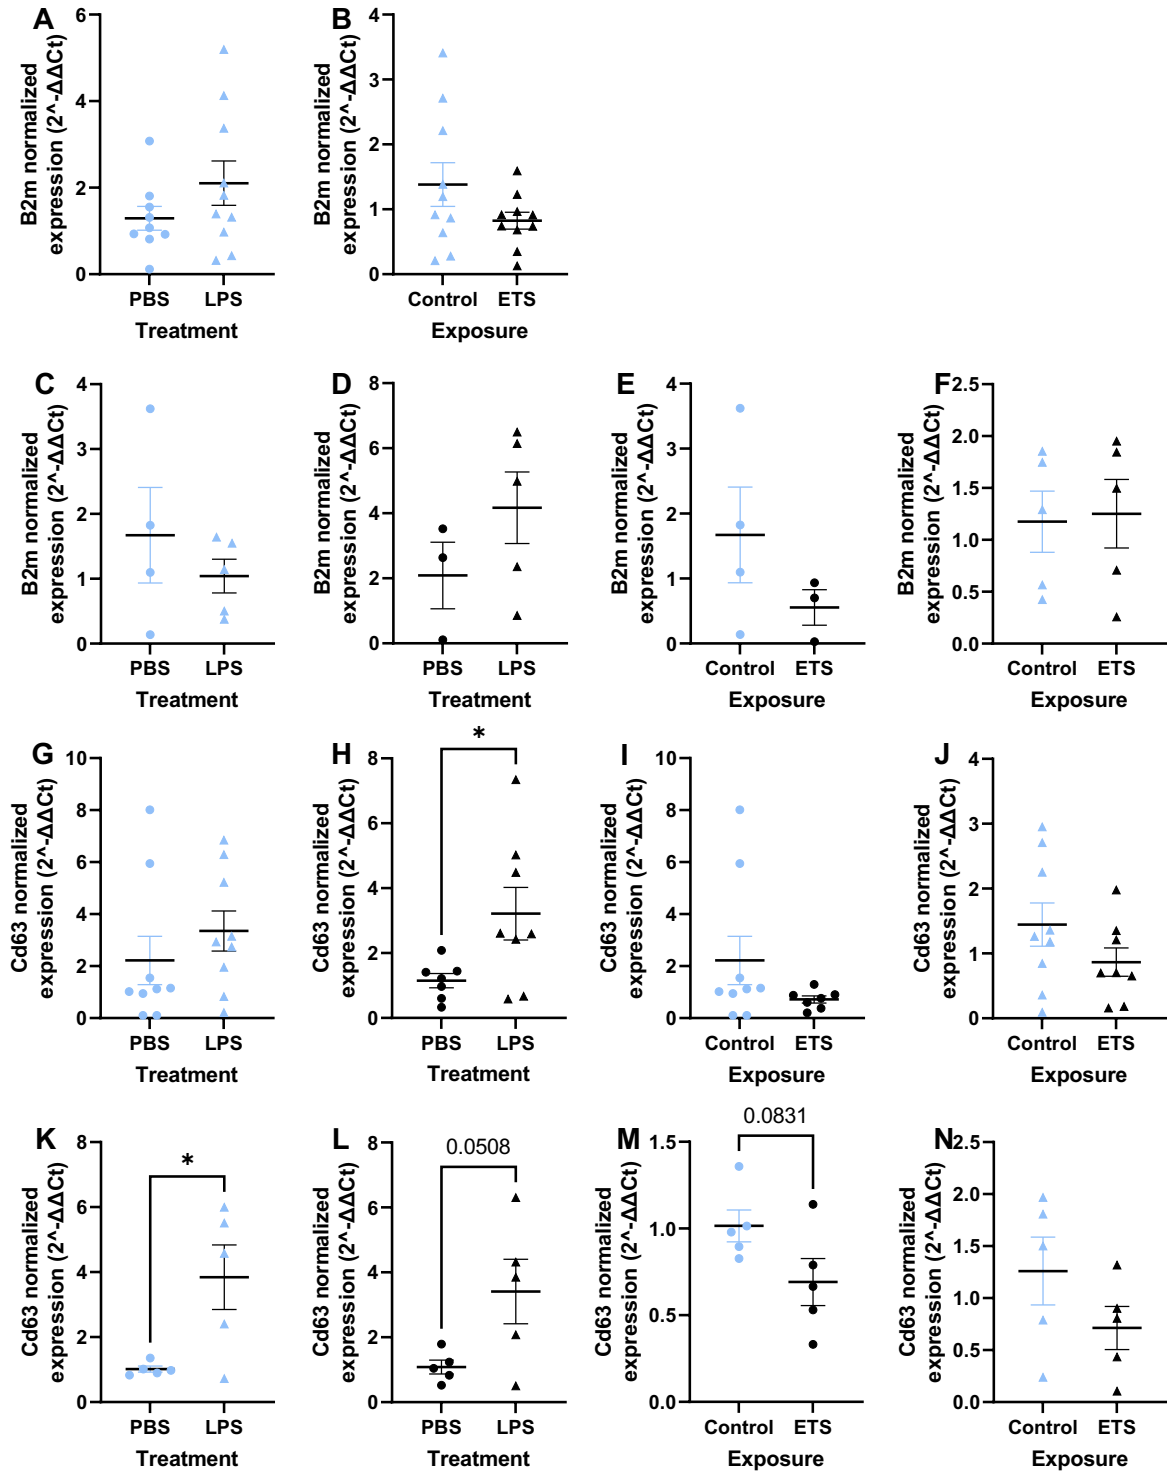 A
B2m normalized
expression (2^-ΔΔCt)
6
4
2
0
PBS
LPS
Treatment
B
B2m normalized
expression (2^-ΔΔCt)
4
3
2
1
0
Control
ETS
Exposure
C
B2m normalized
expression (2^-ΔΔCt)
4
3
2
1
0
PBS
LPS
Treatment
D
B2m normalized
expression (2^-ΔΔCt)
8
6
4
2
0
PBS
LPS
Treatment
E
B2m normalized
expression (2^-ΔΔCt)
4
3
2
1
0
Control
ETS
Exposure
F
B2m normalized
expression (2^-ΔΔCt)
2.5
2.0
1.5
1.0
0.5
0.0
Control
ETS
Exposure
G
Cd63 normalized
expression (2^-ΔΔCt)
10
8
6
4
2
0
PBS
LPS
Treatment
H
Cd63 normalized
expression (2^-ΔΔCt)
*
8
6
4
2
0
PBS
LPS
Treatment
I
Cd63 normalized
expression (2^-ΔΔCt)
10
8
6
4
2
0
Control
ETS
Exposure
J
Cd63 normalized
expression (2^-ΔΔCt)
4
3
2
1
0
Control
ETS
Exposure
K
Cd63 normalized
expression (2^-ΔΔCt)
*
8
6
4
2
0
PBS
LPS
Treatment
L
Cd63 normalized
expression (2^-ΔΔCt)
0.0508
8
6
4
2
0
PBS
LPS
Treatment
M
Cd63 normalized
expression (2^-ΔΔCt)
0.0831
1.5
1.0
0.5
0.0
Control
ETS
Exposure
N
Cd63 normalized
expression (2^-ΔΔCt)
2.5
2.0
1.5
1.0
0.5
0.0
Control
ETS
Exposure